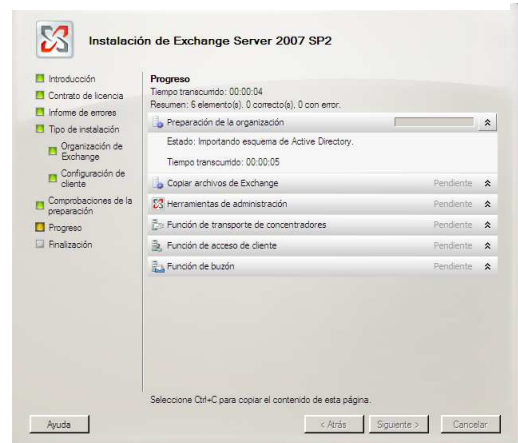 Instalación de Exchange Server 2007 SP2
Introducción
Contrato de licencia
Informe de errores
Tipo de instalación
Organización de
Exchange
Configuración de
cliente
Comprobaciones de la
preparación
Progreso
Finalización
Progreso
Tiempo transcurrido: 00:00:04
Resumen: 6 elemento(s). 0 correcto(s), 0 con error.
Preparación de la organización
Estado: Importando esquema de Active Directory.
Tiempo transcurrido: 00:00:05
Copiar archivos de Exchange Pendiente
Herramientas de administración Pendiente
Función de transporte de concentradores Pendiente
Función de acceso de cliente Pendiente
Función de buzón Pendiente
Seleccione Ctrl+C para copiar el contenido de esta página.
Ayuda < Atrás Siguiente > Cancelar